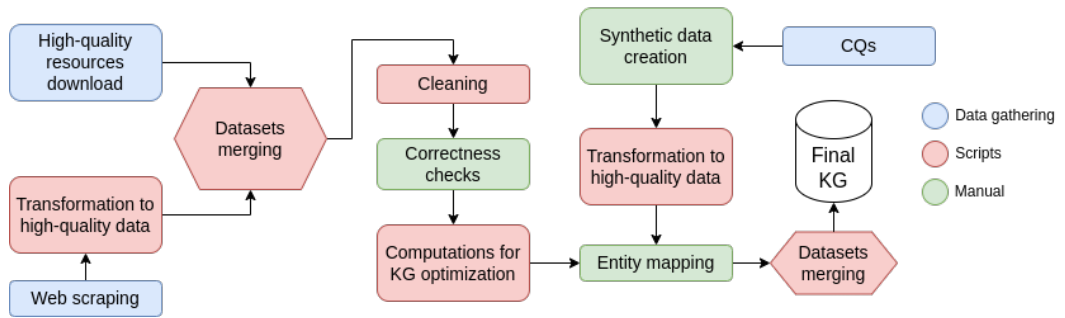 High-quality
resources
download
Datasets
merging
Transformation to
high-quality data
Web scraping
Cleaning
Correctness
checks
Computations for
KG optimization
Synthetic data
creation
CQs
Transformation to
high-quality data
Entity mapping
Datasets
merging
Final
KG
Data gathering
Scripts
Manual